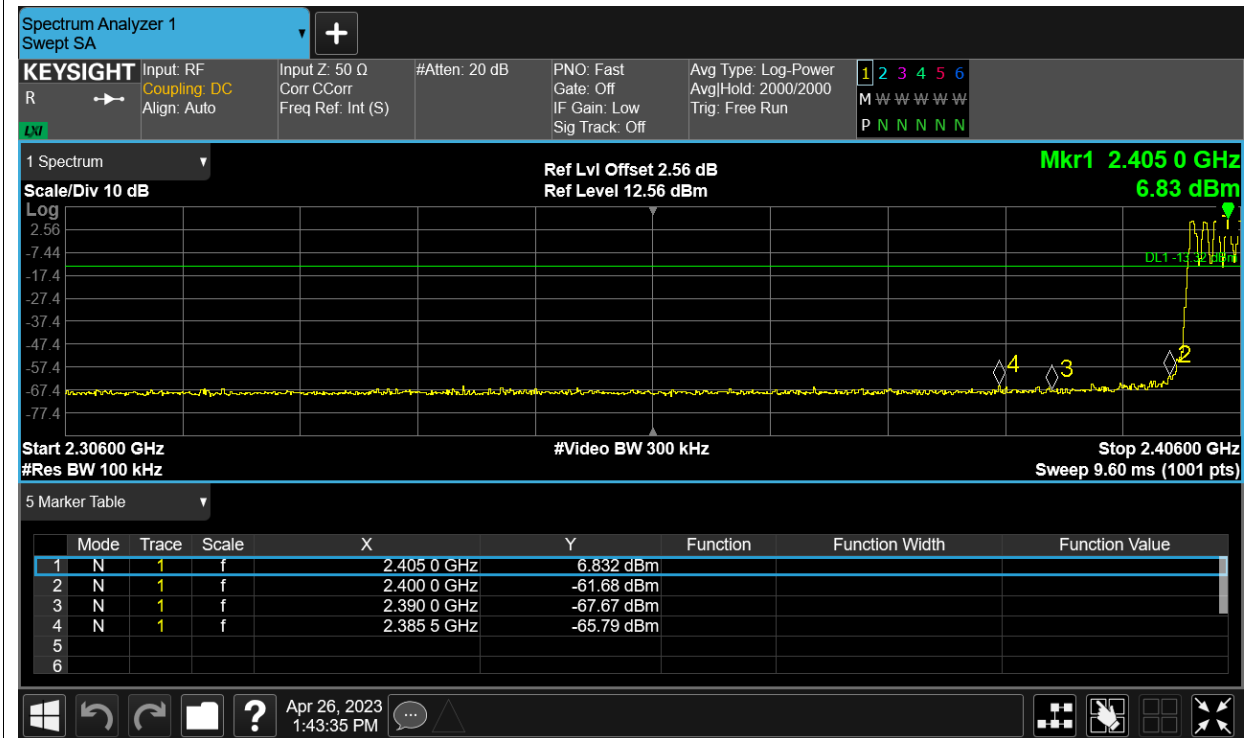 Spectrum Analyzer 1
Swept SA
KEYSIGHT
R
LXI
Input: RF
Coupling: DC
Align: Auto
Input Z: 50 Ω
Corr CCorr
Freq Ref: Int (S)
#Atten: 20 dB
PNO: Fast
Gate: Off
IF Gain: Low
Sig Track: Off
Avg Type: Log-Power
Avg|Hold: 2000/2000
Trig: Free Run
1 2 3 4 5 6
M W W W W W
P N N N N N
1 Spectrum
Scale/Div 10 dB
Ref Lvl Offset 2.56 dB
Ref Level 12.56 dBm
Mkr1 2.405 0 GHz
6.83 dBm
Log
2.56
-7.44
-17.4
-27.4
-37.4
-47.4
-57.4
-67.4
-77.4
DL1 -13.32 dBm
1
4
3
2
Start 2.30600 GHz
#Res BW 100 kHz
#Video BW 300 kHz
Stop 2.40600 GHz
Sweep 9.60 ms (1001 pts)
5 Marker Table
Mode Trace Scale X Y Function Function Width Function Value
1 N 1 f 2.405 0 GHz 6.832 dBm
2 N 1 f 2.400 0 GHz -61.68 dBm
3 N 1 f 2.390 0 GHz -67.67 dBm
4 N 1 f 2.385 5 GHz -65.79 dBm
5
6
?
Apr 26, 2023
1:43:35 PM